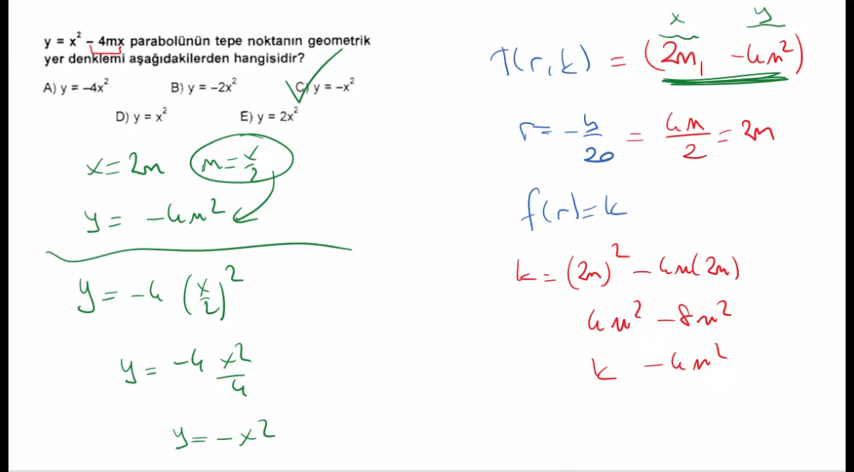 y = x² – 4mx parabolünün tepe noktanın geometrik
yer denklemi aşağıdakilerden hangisidir?
A) y = –4x² B) y = –2x² C) y = –x²
D) y = x² E) y = 2x²
x = 2m m = x/2
y = -4m²
y = -4 (x/2)²
y = -4 x²/4
y = -x²
x y
T(r,k) = (2m, -4m²)
r = -b/2a = 4m/2 = 2m
f(r) = k
k = (2m)² - 4m(2m)
4m² - 8m²
k - 4m²